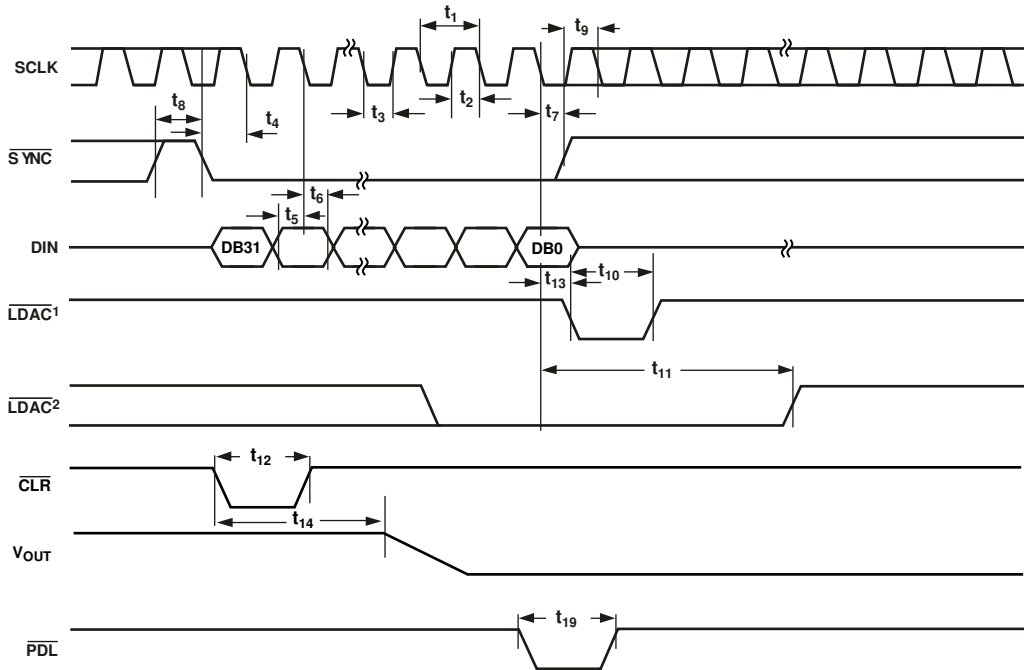 t1
t9
SCLK
t8
t4
t3
t2
t7
SYNC
t6
t5
DIN
DB31
DB0
t13
t10
LDAC1
t11
LDAC2
t12
CLR
t14
VOUT
t19
PDL